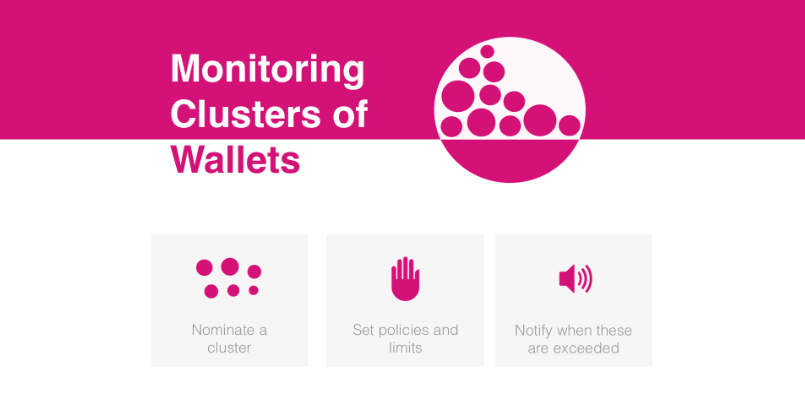 Monitoring
Clusters of
Wallets
Nominate a
cluster
Set policies and
limits
Notify when these
are exceeded